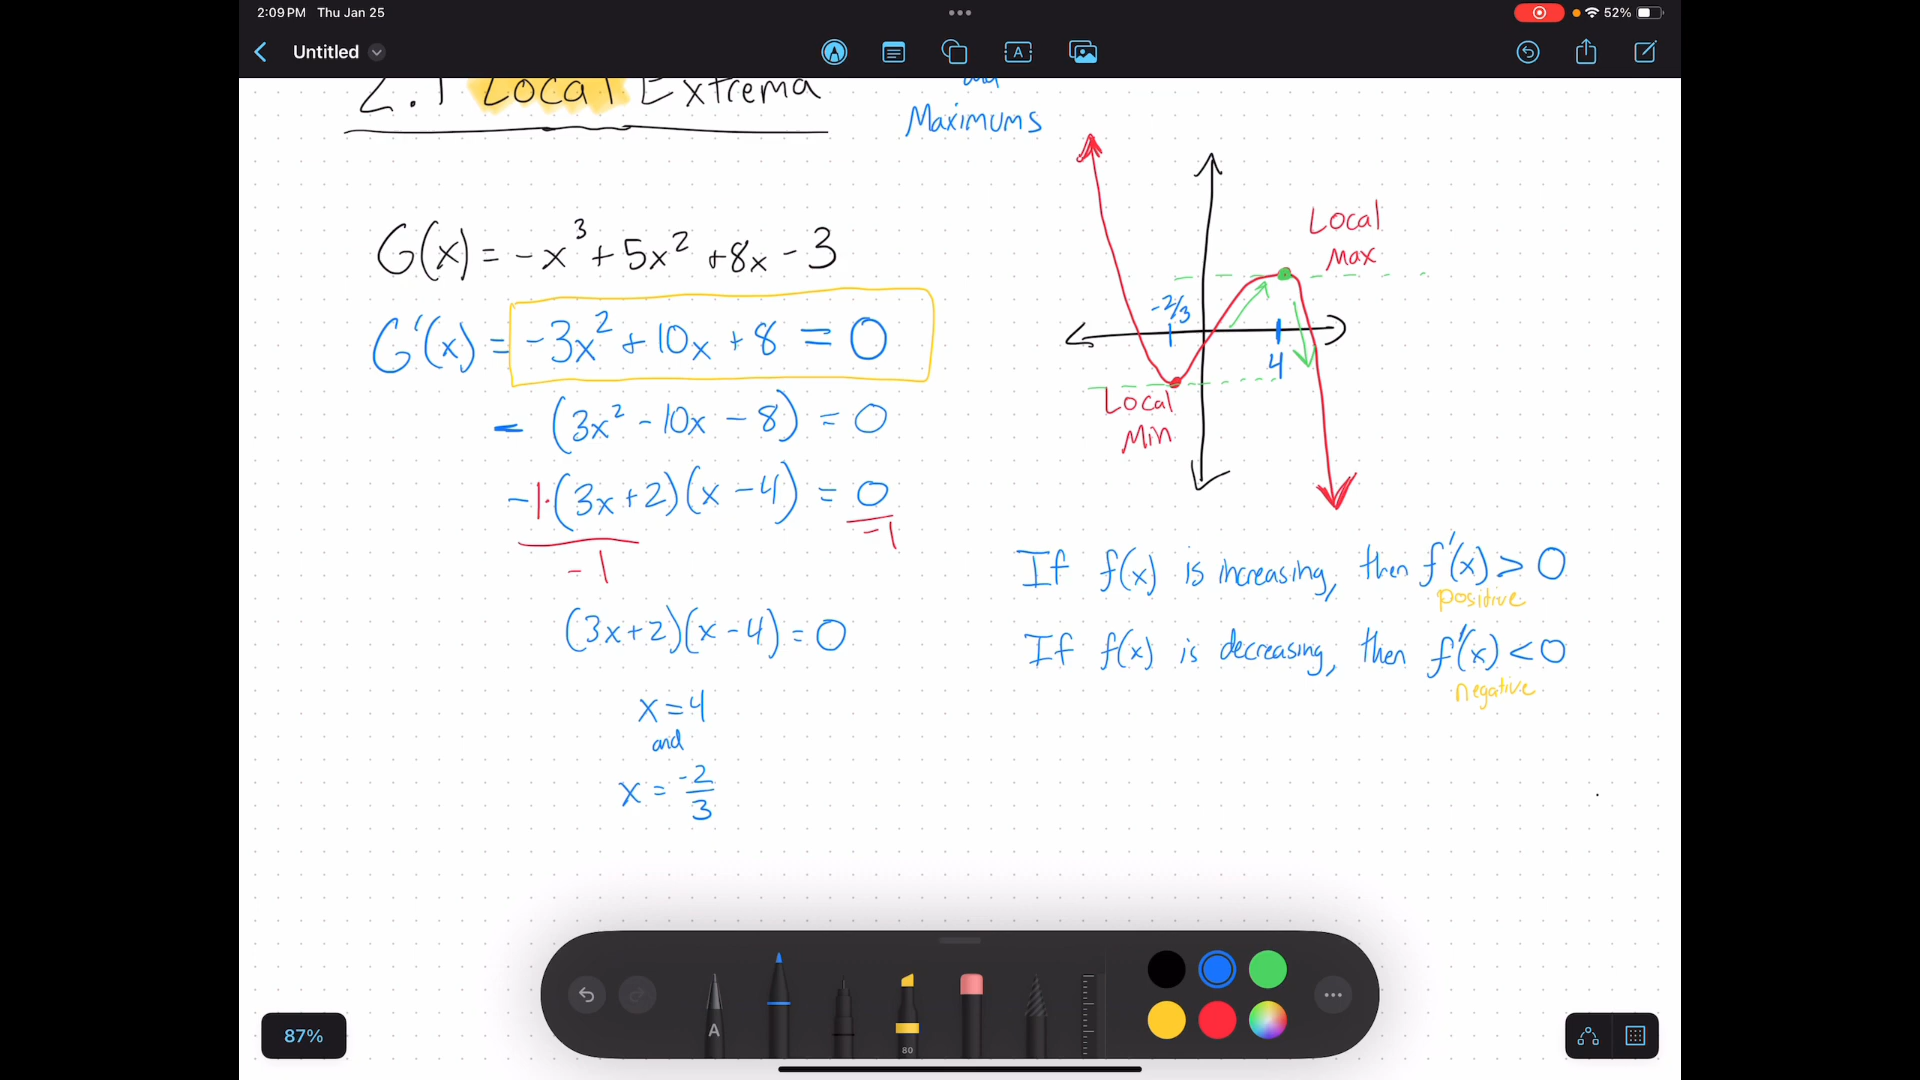 2:09 PM Thu Jan 25
52%
Untitled
2.1 Local Extrema
and
Maximums
G(x) = -x³ + 5x² + 8x - 3
G'(x) = -3x² + 10x + 8 = 0
- (3x² - 10x - 8) = 0
-1·(3x+2)(x-4) = 0
-1
-1
(3x+2)(x-4) = 0
x = 4
and
x = -2/3
Local
Max
-2/3
4
Local
Min
If f(x) is increasing, then f'(x) > 0
positive
If f(x) is decreasing, then f'(x) < 0
negative
A
80
87%